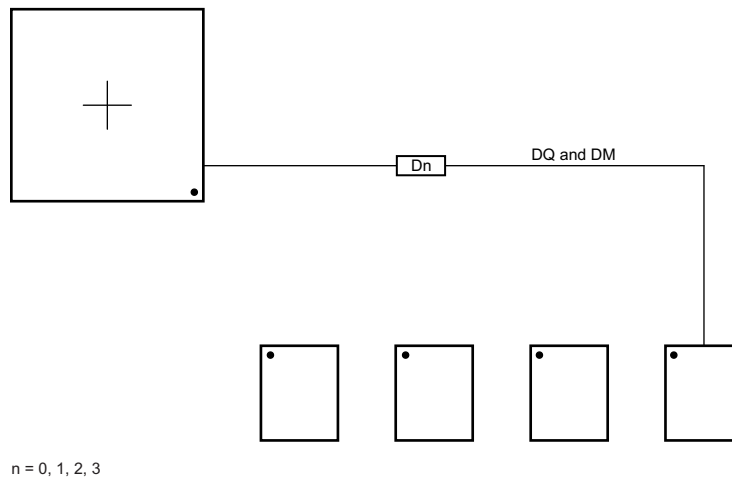 DQ and DM
Dn
n = 0, 1, 2, 3